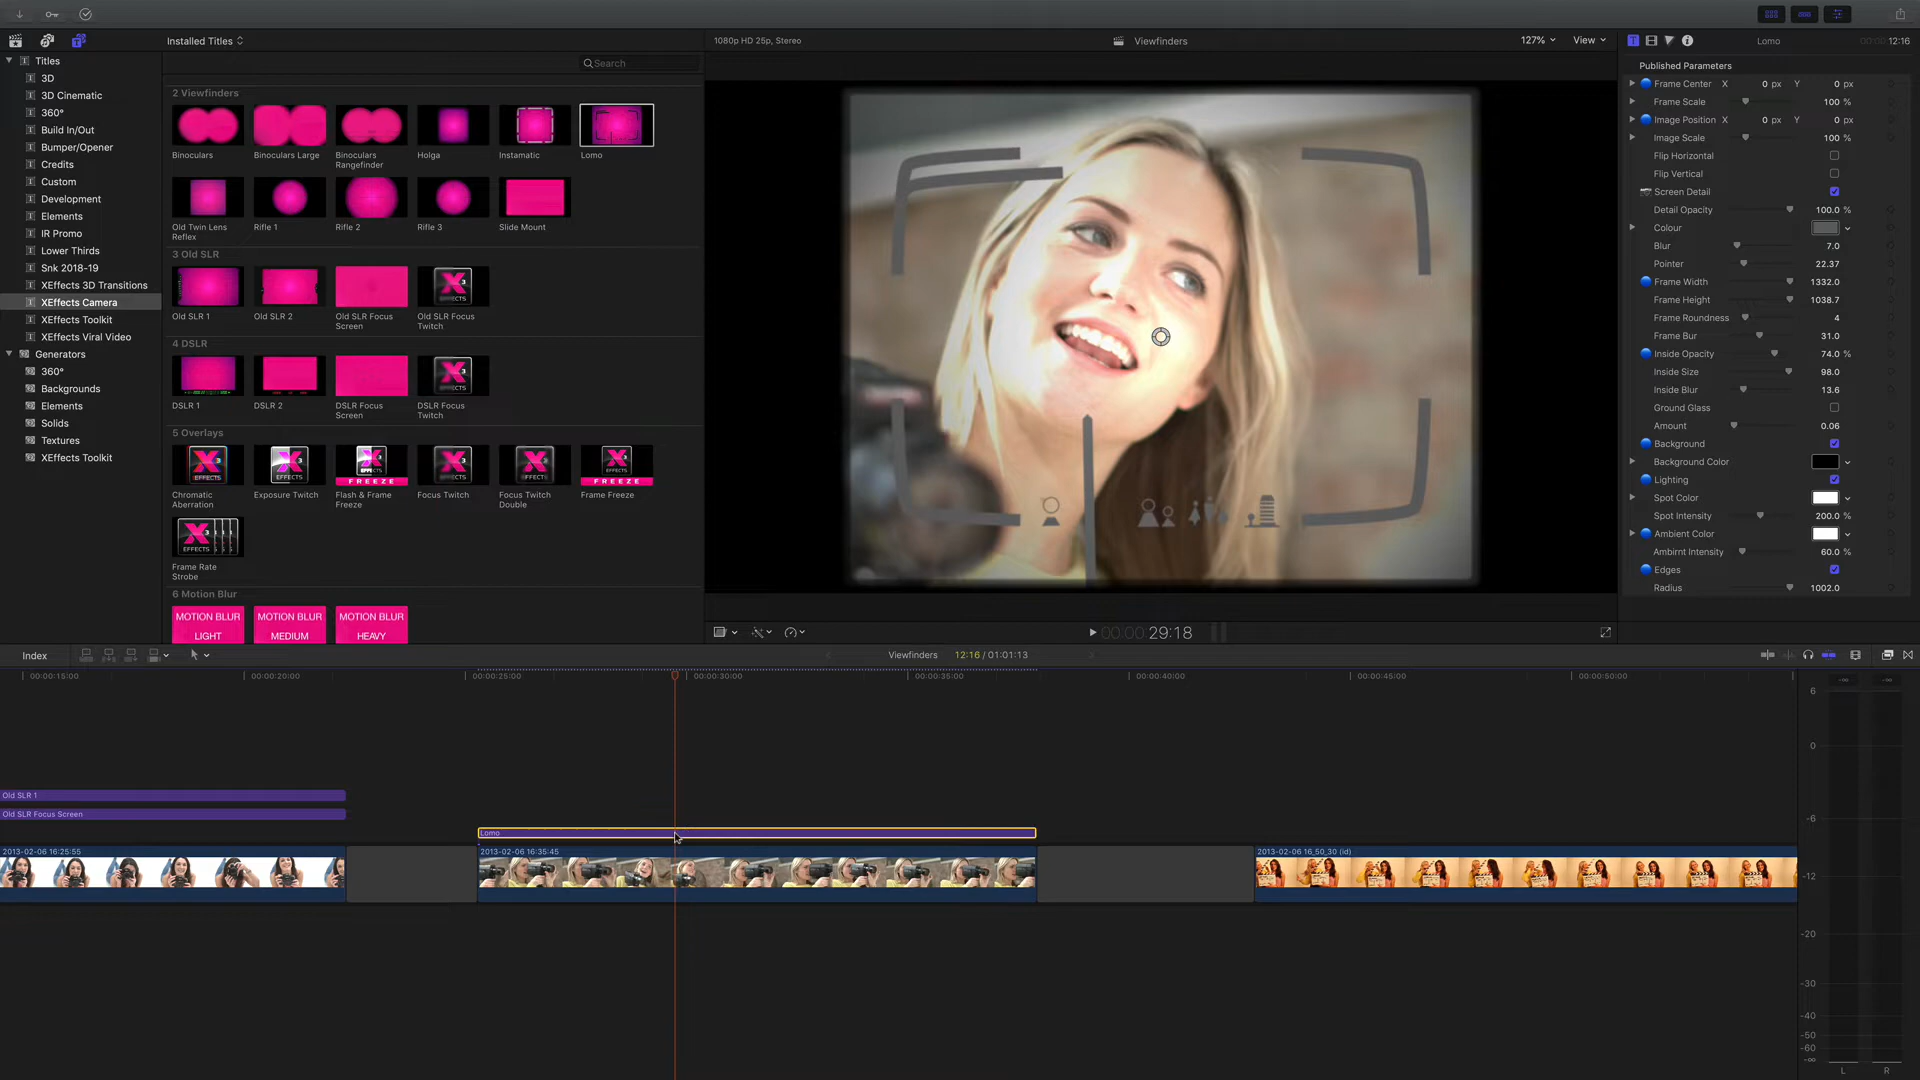 Installed Titles
1080p HD 25p, Stereo
Viewfinders
127%
View
Lomo
12:16
Titles
3D
3D Cinematic
360°
Build In/Out
Bumper/Opener
Credits
Custom
Development
Elements
IR Promo
Lower Thirds
Snk 2018-19
XEffects 3D Transitions
XEffects Camera
XEffects Toolkit
XEffects Viral Video
Generators
360°
Backgrounds
Elements
Solids
Textures
XEffects Toolkit
Search
2 Viewfinders
Binoculars
Binoculars Large
Binoculars Rangefinder
Holga
Instamatic
Lomo
Old Twin Lens Reflex
Rifle 1
Rifle 2
Rifle 3
Slide Mount
3 Old SLR
Old SLR 1
Old SLR 2
Old SLR Focus Screen
Old SLR Focus Twitch
4 DSLR
DSLR 1
DSLR 2
DSLR Focus Screen
DSLR Focus Twitch
5 Overlays
Chromatic Aberration
Exposure Twitch
Flash & Frame Freeze
Focus Twitch
Focus Twitch Double
Frame Freeze
Frame Rate Strobe
6 Motion Blur
MOTION BLUR LIGHT
MOTION BLUR MEDIUM
MOTION BLUR HEAVY
Published Parameters
Frame Center X 0 px Y 0 px
Frame Scale 100 %
Image Position X 0 px Y 0 px
Image Scale 100 %
Flip Horizontal
Flip Vertical
Screen Detail
Detail Opacity 100.0 %
Colour
Blur 7.0
Pointer 22.37
Frame Width 1332.0
Frame Height 1038.7
Frame Roundness 4
Frame Bur 31.0
Inside Opacity 74.0 %
Inside Size 98.0
Inside Blur 13.6
Ground Glass
Amount 0.06
Background
Background Color
Lighting
Spot Color
Spot Intensity 200.0 %
Ambient Color
Ambirnt Intensity 60.0 %
Edges
Radius 1002.0
00:00:29:18
Index
Viewfinders 12:16 / 01:01:13
00:00:15:00
00:00:20:00
00:00:25:00
00:00:30:00
00:00:35:00
00:00:40:00
00:00:45:00
00:00:50:00
Old SLR 1
Old SLR Focus Screen
Lomo
2013-02-06 16:25:55
2013-02-06 16:35:45
2013-02-06 16_50_30 (id)
6
0
-6
-12
-20
-30
-40
-50
-60
-∞
L
R